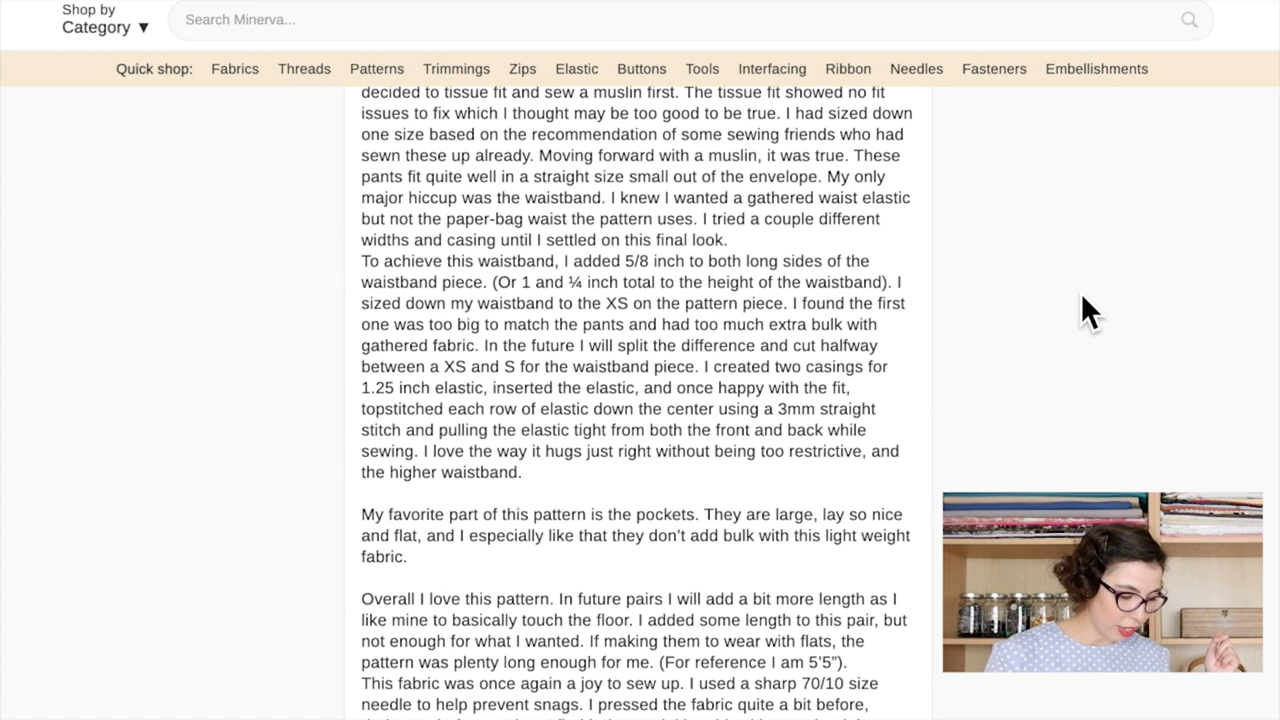 Shop by
Category ▼
Search Minerva...
Quick shop: Fabrics Threads Patterns Trimmings Zips Elastic Buttons Tools Interfacing Ribbon Needles Fasteners Embellishments
decided to tissue fit and sew a muslin first. The tissue fit showed no fit
issues to fix which I thought may be too good to be true. I had sized down
one size based on the recommendation of some sewing friends who had
sewn these up already. Moving forward with a muslin, it was true. These
pants fit quite well in a straight size small out of the envelope. My only
major hiccup was the waistband. I knew I wanted a gathered waist elastic
but not the paper-bag waist the pattern uses. I tried a couple different
widths and casing until I settled on this final look.
To achieve this waistband, I added 5/8 inch to both long sides of the
waistband piece. (Or 1 and ¼ inch total to the height of the waistband). I
sized down my waistband to the XS on the pattern piece. I found the first
one was too big to match the pants and had too much extra bulk with
gathered fabric. In the future I will split the difference and cut halfway
between a XS and S for the waistband piece. I created two casings for
1.25 inch elastic, inserted the elastic, and once happy with the fit,
topstitched each row of elastic down the center using a 3mm straight
stitch and pulling the elastic tight from both the front and back while
sewing. I love the way it hugs just right without being too restrictive, and
the higher waistband.
My favorite part of this pattern is the pockets. They are large, lay so nice
and flat, and I especially like that they don't add bulk with this light weight
fabric.
Overall I love this pattern. In future pairs I will add a bit more length as I
like mine to basically touch the floor. I added some length to this pair, but
not enough for what I wanted. If making them to wear with flats, the
pattern was plenty long enough for me. (For reference I am 5'5”).
This fabric was once again a joy to sew up. I used a sharp 70/10 size
needle to help prevent snags. I pressed the fabric quite a bit before,